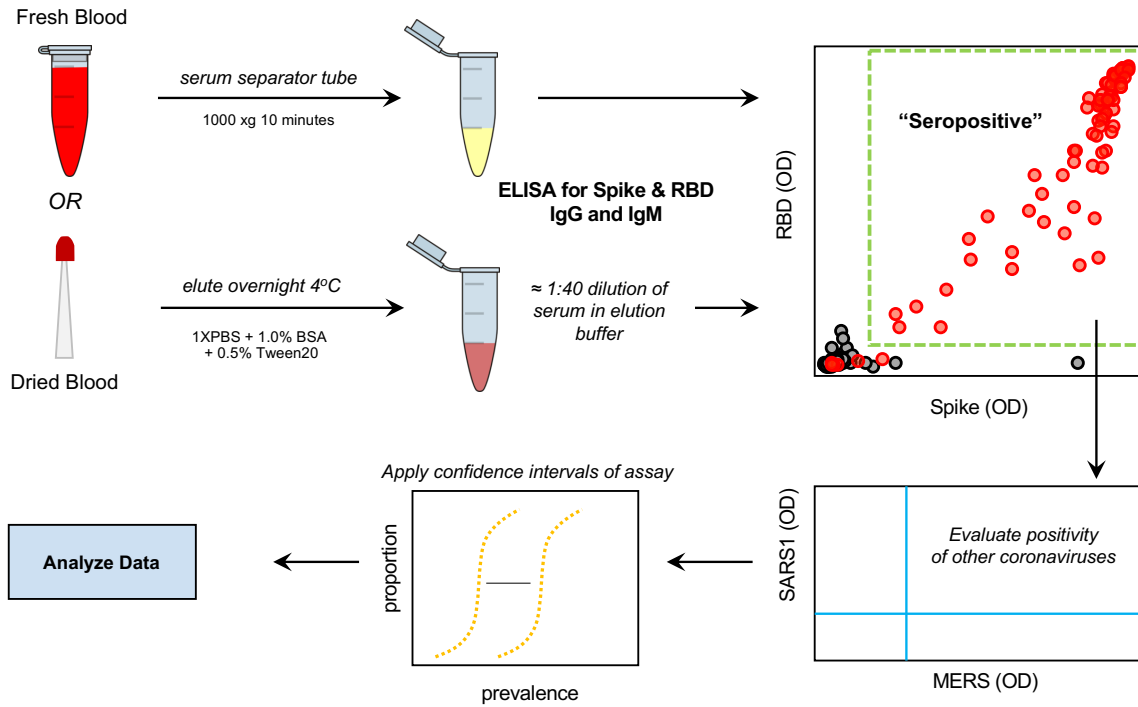 Fresh Blood
serum separator tube
1000 xg 10 minutes
OR
ELISA for Spike & RBD
IgG and IgM
Dried Blood
elute overnight 4°C
1XPBS + 1.0% BSA
+ 0.5% Tween20
≈ 1:40 dilution of
serum in elution
buffer
RBD (OD)
“Seropositive”
Spike (OD)
SARS1 (OD)
Evaluate positivity
of other coronaviruses
MERS (OD)
Apply confidence intervals of assay
proportion
prevalence
Analyze Data